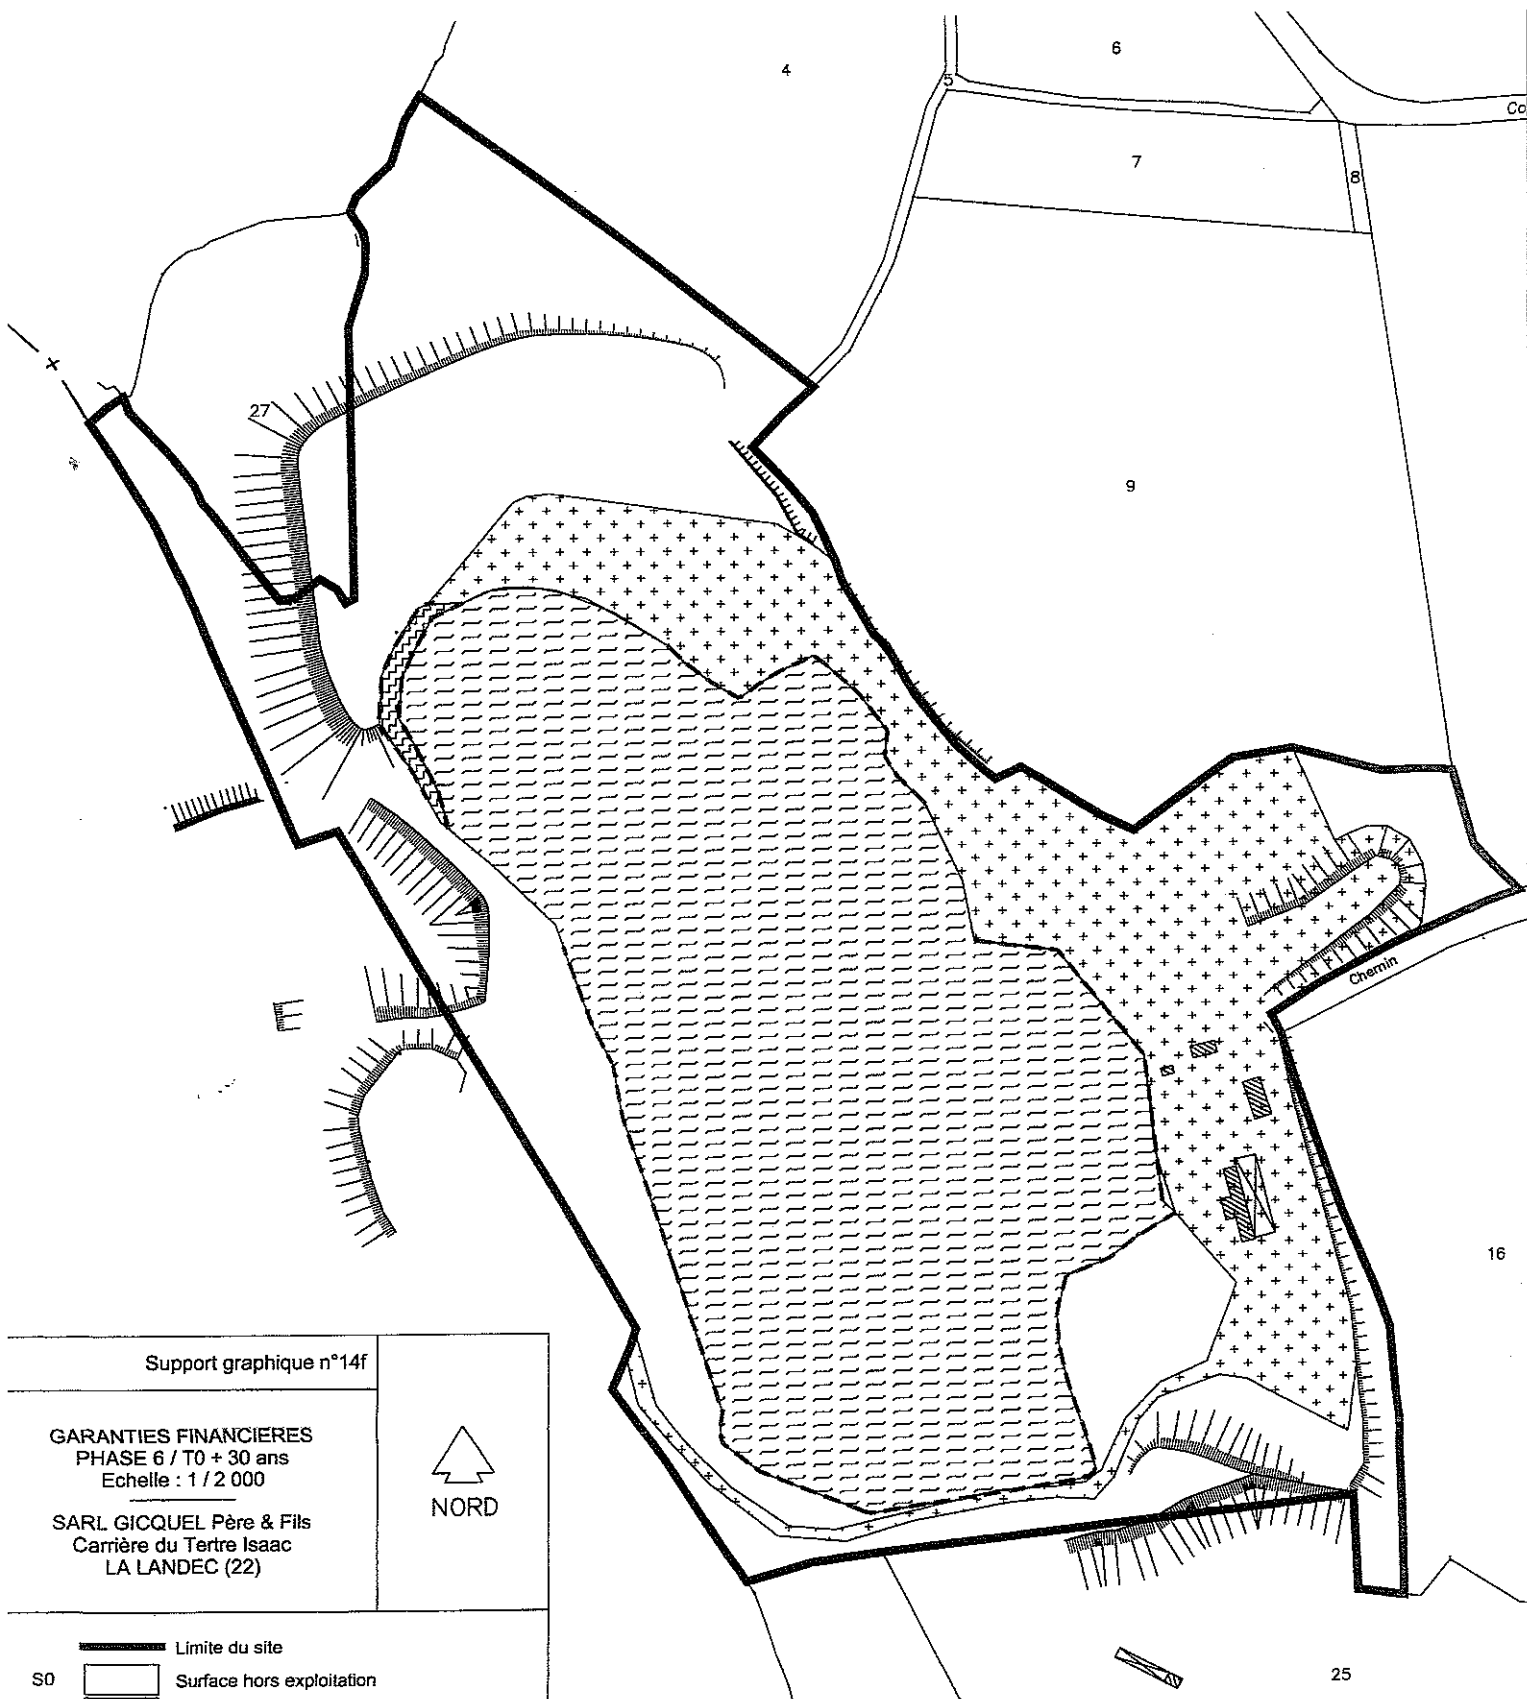 4
6
5
Co
7
8
27
9
Chemin
16
Support graphique n°14f
GARANTIES FINANCIERES
PHASE 6 / T0 + 30 ans
Echelle : 1 / 2 000
SARL GICQUEL Père & Fils
Carrière du Tertre Isaac
LA LANDEC (22)
NORD
Limite du site
S0 Surface hors exploitation
25